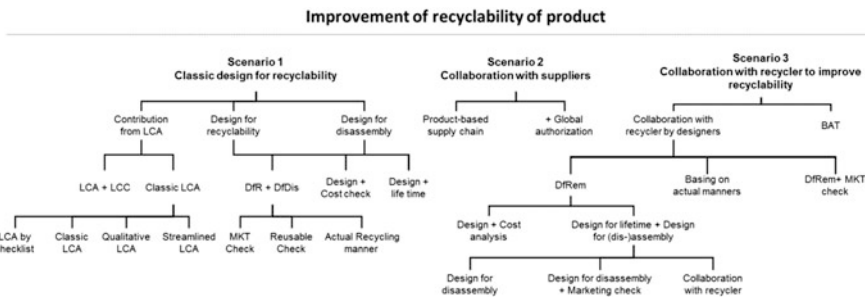 Improvement of recyclability of product
Scenario 1
Classic design for recyclability
Scenario 2
Collaboration with suppliers
Scenario 3
Collaboration with recycler to improve
recyclability
Contribution
from LCA
Design for
recyclability
Design for
disassembly
Product-based
supply chain
+ Global
authorization
Collaboration with
recycler by designers
BAT
LCA + LCC
Classic LCA
DfR + DfDis
Design +
Cost check
Design +
life time
DfRem
Basing on
actual manners
DfRem+ MKT
check
LCA by
hecklist
Classic
LCA
Qualitative
LCA
Streamlined
LCA
MKT
Check
Reusable
Check
Actual Recycling
manner
Design + Cost
analysis
Design for lifetime + Design
for (dis-)assembly
Design for
disassembly
Design for disassembly
+ Marketing check
Collaboration
with recycler